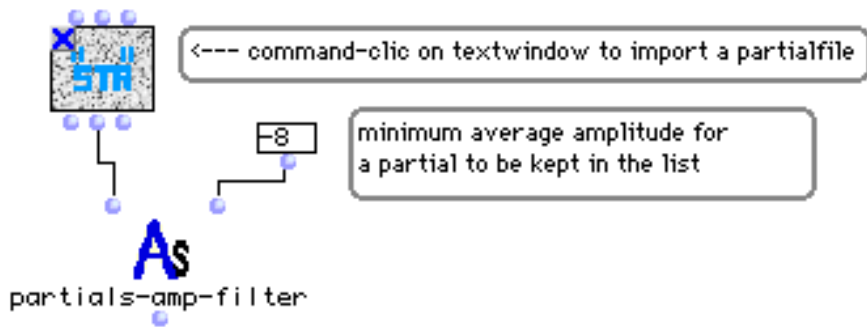 "STR"
<--- command-clic on textwindow to import a partialfile
-8
minimum average amplitude for
a partial to be kept in the list
As
partials-amp-filter